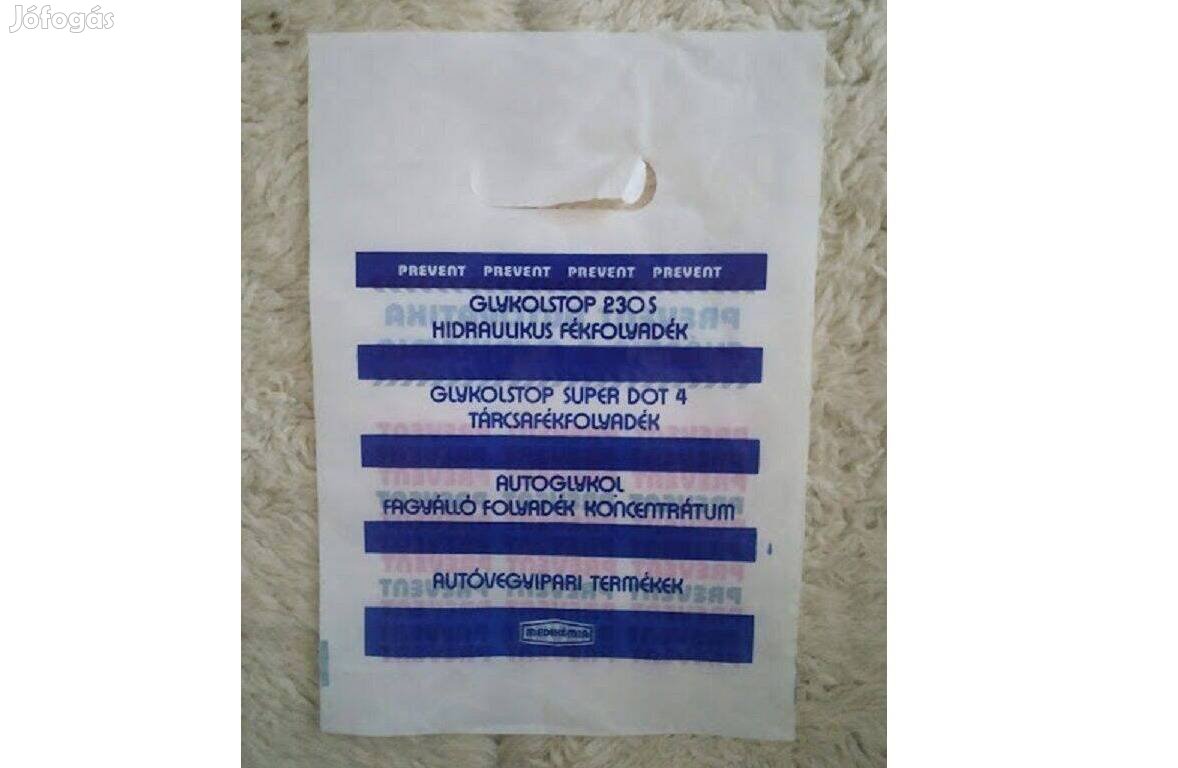 Jófogás
PREVENT PREVENT PREVENT PREVENT
GLYKOLSTOP 230 S
HIDRAULIKUS FÉKFOLYADÉK
GLYKOLSTOP SUPER DOT 4
TÁRCSAFÉKFOLYADÉK
AUTOGLYKOL
FAGYÁLLÓ FOLYADÉK KONCENTRÁTUM
AUTÓVEGYIPARI TERMÉKEK
MEDIKÉMIA